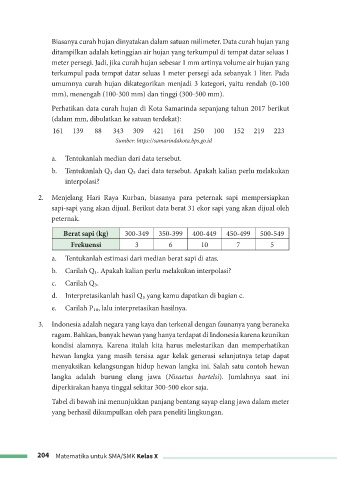 Biasanya curah hujan dinyatakan dalam satuan milimeter. Data curah hujan yang
ditampilkan adalah ketinggian air hujan yang terkumpul di tempat datar seluas 1
meter persegi. Jadi, jika curah hujan sebesar 1 mm artinya volume air hujan yang
terkumpul pada tempat datar seluas 1 meter persegi ada sebanyak 1 liter. Pada
umumnya curah hujan dikategorikan menjadi 3 kategori, yaitu rendah (0-100
mm), menengah (100-300 mm) dan tinggi (300-500 mm).
Perhatikan data curah hujan di Kota Samarinda sepanjang tahun 2017 berikut
(dalam mm, dibulatkan ke satuan terdekat):
161 139 88 343 309 421 161 250 100 152 219 223
Sumber: https://samarindakota.bps.go.id
a. Tentukanlah median dari data tersebut.
b. Tentukanlah Q₁ dan Q₃ dari data tersebut. Apakah kalian perlu melakukan
interpolasi?
2. Menjelang Hari Raya Kurban, biasanya para peternak sapi mempersiapkan
sapi-sapi yang akan dijual. Berikut data berat 31 ekor sapi yang akan dijual oleh
peternak.
Berat sapi (kg) 300-349 350-399 400-449 450-499 500-549
Frekuensi 3 6 10 7 5
a. Tentukanlah estimasi dari median berat sapi di atas.
b. Carilah Q₁. Apakah kalian perlu melakukan interpolasi?
c. Carilah Q₃.
d. Interpretasikanlah hasil Q₃ yang kamu dapatkan di bagian c.
e. Carilah P₁₀, lalu interpretasikan hasilnya.
3. Indonesia adalah negara yang kaya dan terkenal dengan faunanya yang beraneka
ragam. Bahkan, banyak hewan yang hanya terdapat di Indonesia karena keunikan
kondisi alamnya. Karena itulah kita harus melestarikan dan memperhatikan
hewan langka yang masih tersisa agar kelak generasi selanjutnya tetap dapat
menyaksikan kelangsungan hidup hewan langka ini. Salah satu contoh hewan
langka adalah burung elang jawa (Nisaetus bartelsi). Jumlahnya saat ini
diperkirakan hanya tinggal sekitar 300-500 ekor saja.
Tabel di bawah ini menunjukkan panjang bentang sayap elang jawa dalam meter
yang berhasil dikumpulkan oleh para peneliti lingkungan.
204 Matematika untuk SMA/SMK Kelas X